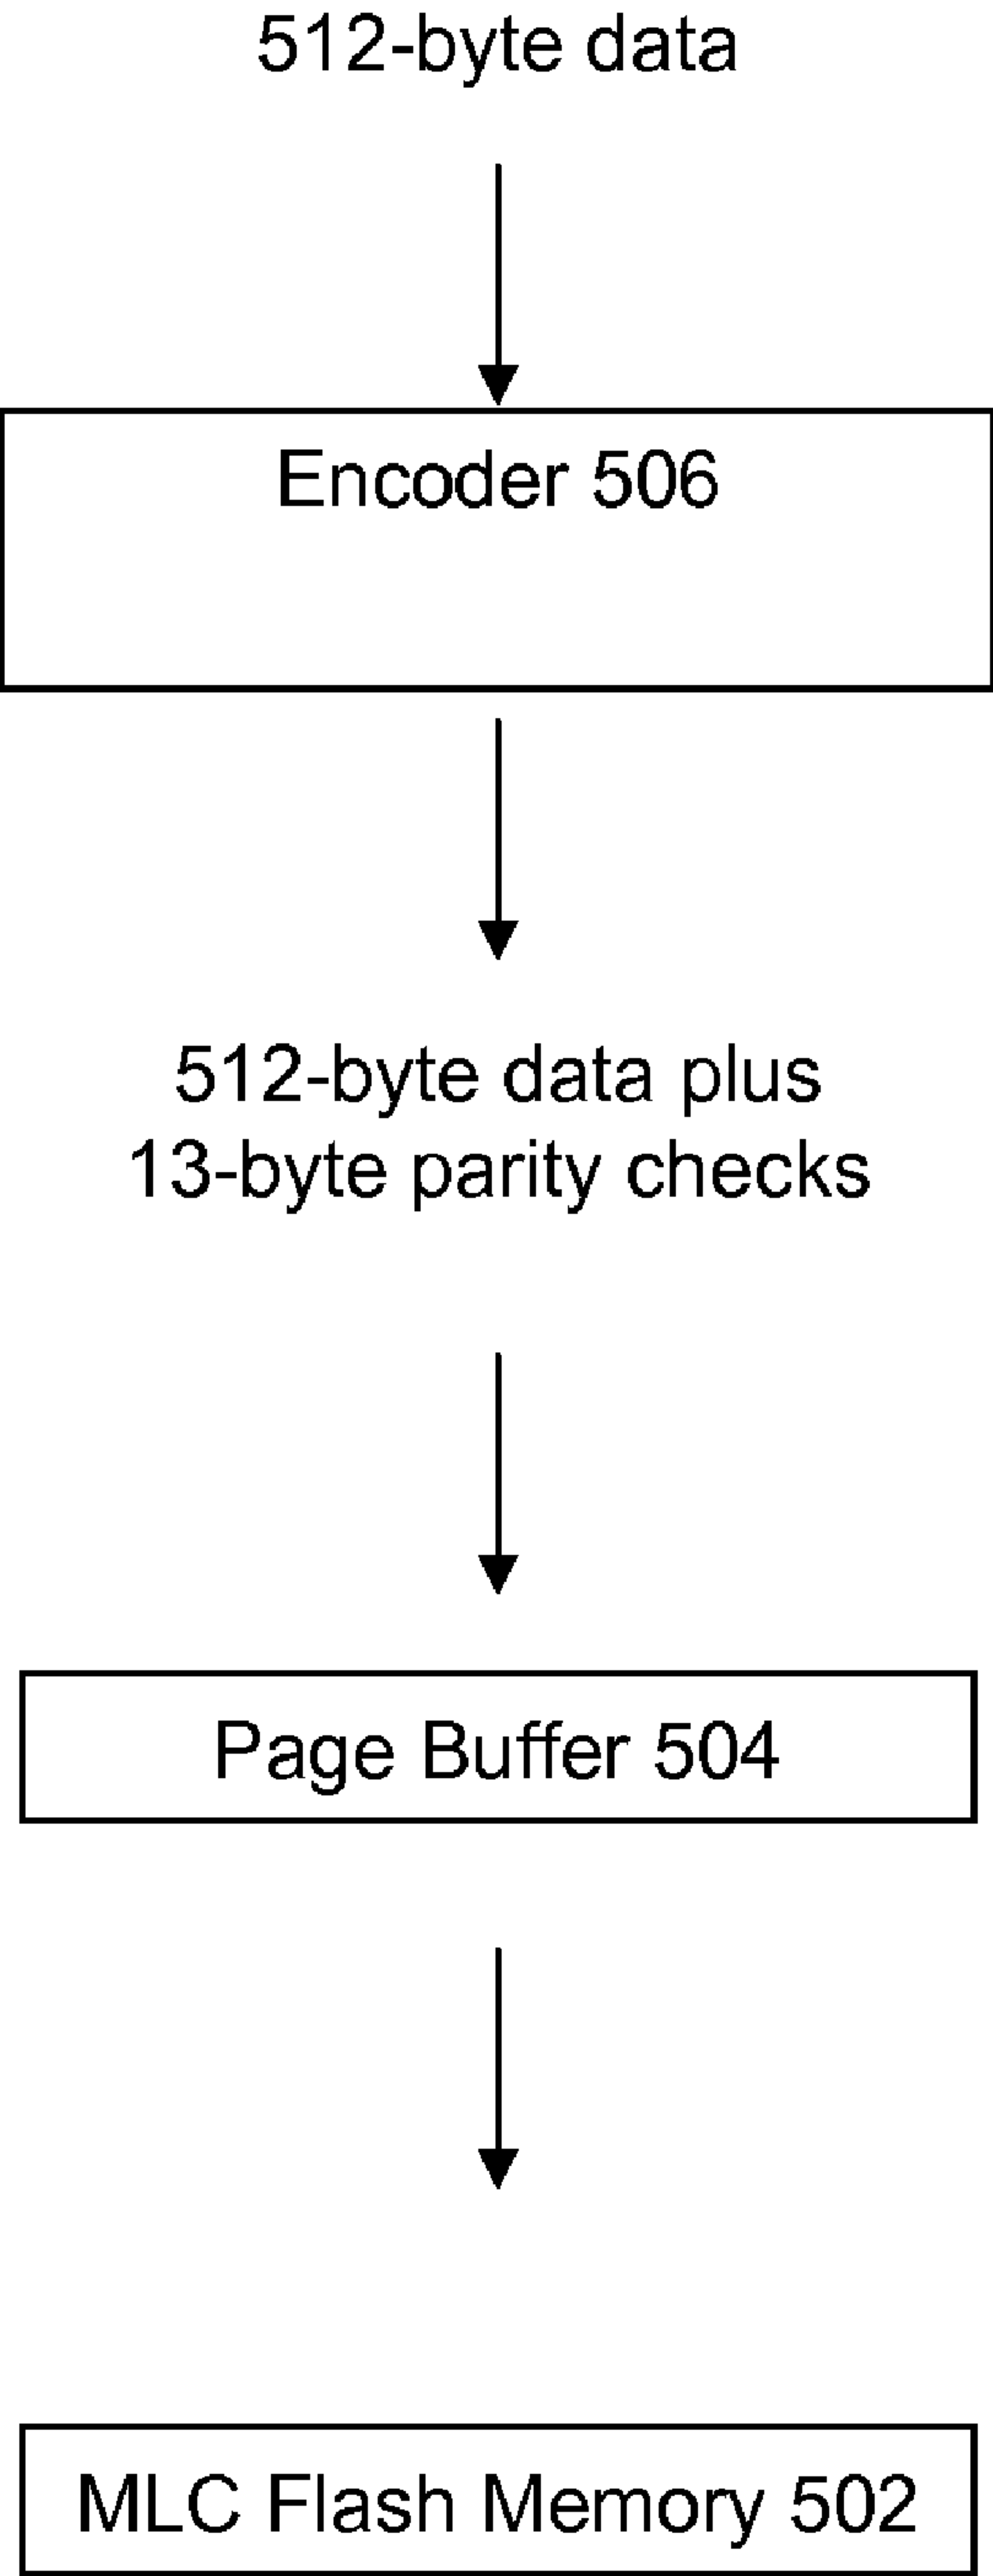 512-byte data
Encoder 506
512-byte data plus
13-byte parity checks
Page Buffer 504
MLC Flash Memory 502